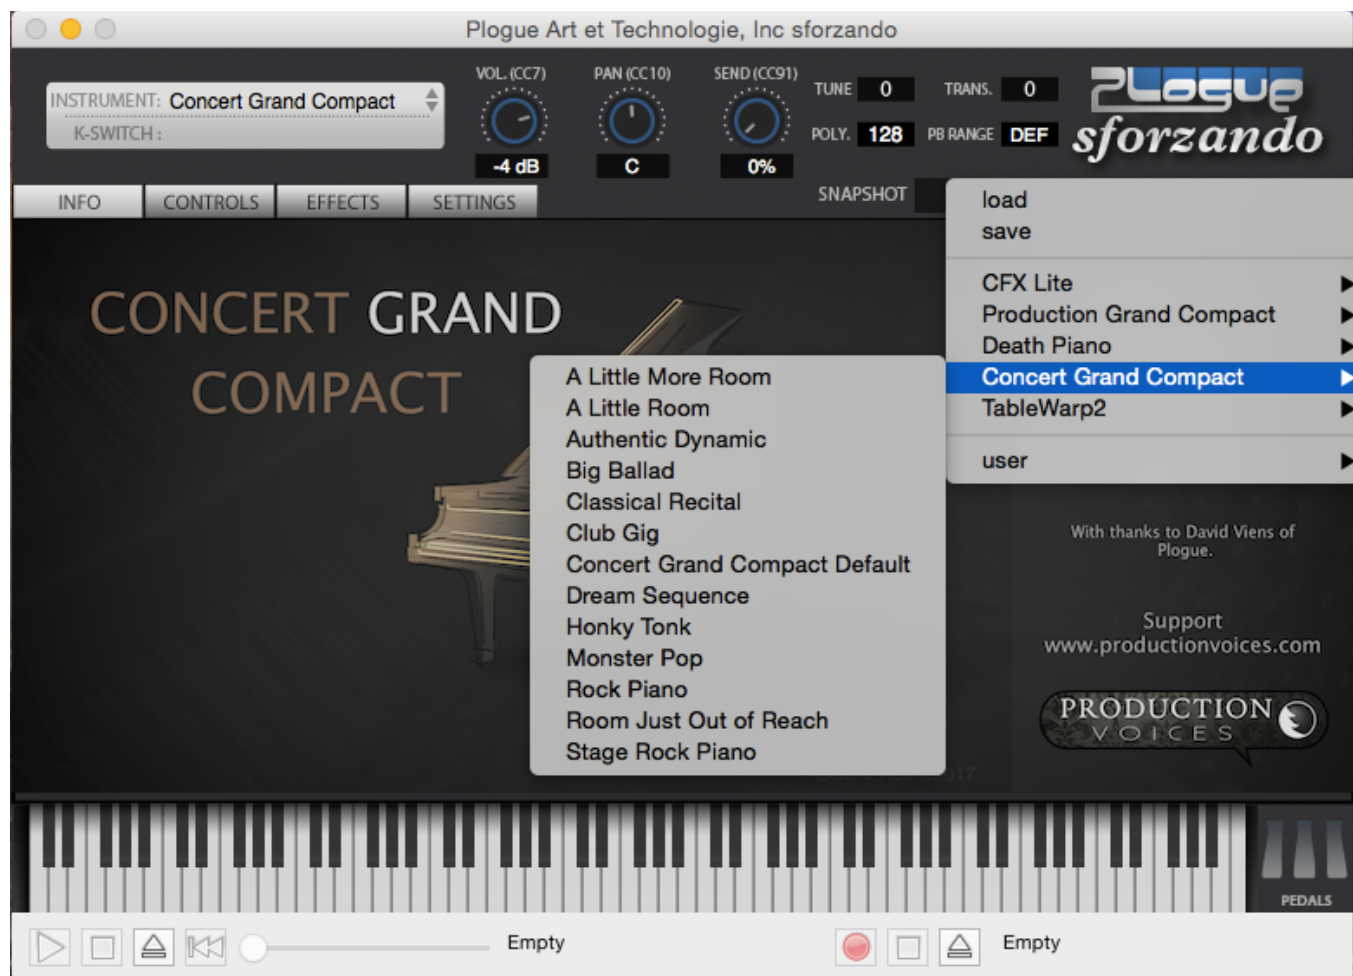 Plogue Art et Technologie, Inc sforzando
INSTRUMENT: Concert Grand Compact
K-SWITCH :
VOL. (CC7)
PAN (CC10)
SEND (CC91)
-4 dB
C
0%
TUNE 0
TRANS. 0
POLY. 128
PB RANGE DEF
PLogue
sforzando
INFO
CONTROLS
EFFECTS
SETTINGS
SNAPSHOT
load
save
CFX Lite
Production Grand Compact
Death Piano
Concert Grand Compact
TableWarp2
user
CONCERT GRAND
COMPACT
A Little More Room
A Little Room
Authentic Dynamic
Big Ballad
Classical Recital
Club Gig
Concert Grand Compact Default
Dream Sequence
Honky Tonk
Monster Pop
Rock Piano
Room Just Out of Reach
Stage Rock Piano
With thanks to David Viens of
Plogue.
Support
www.productionvoices.com
PRODUCTION
VOICES
PEDALS
Empty
Empty